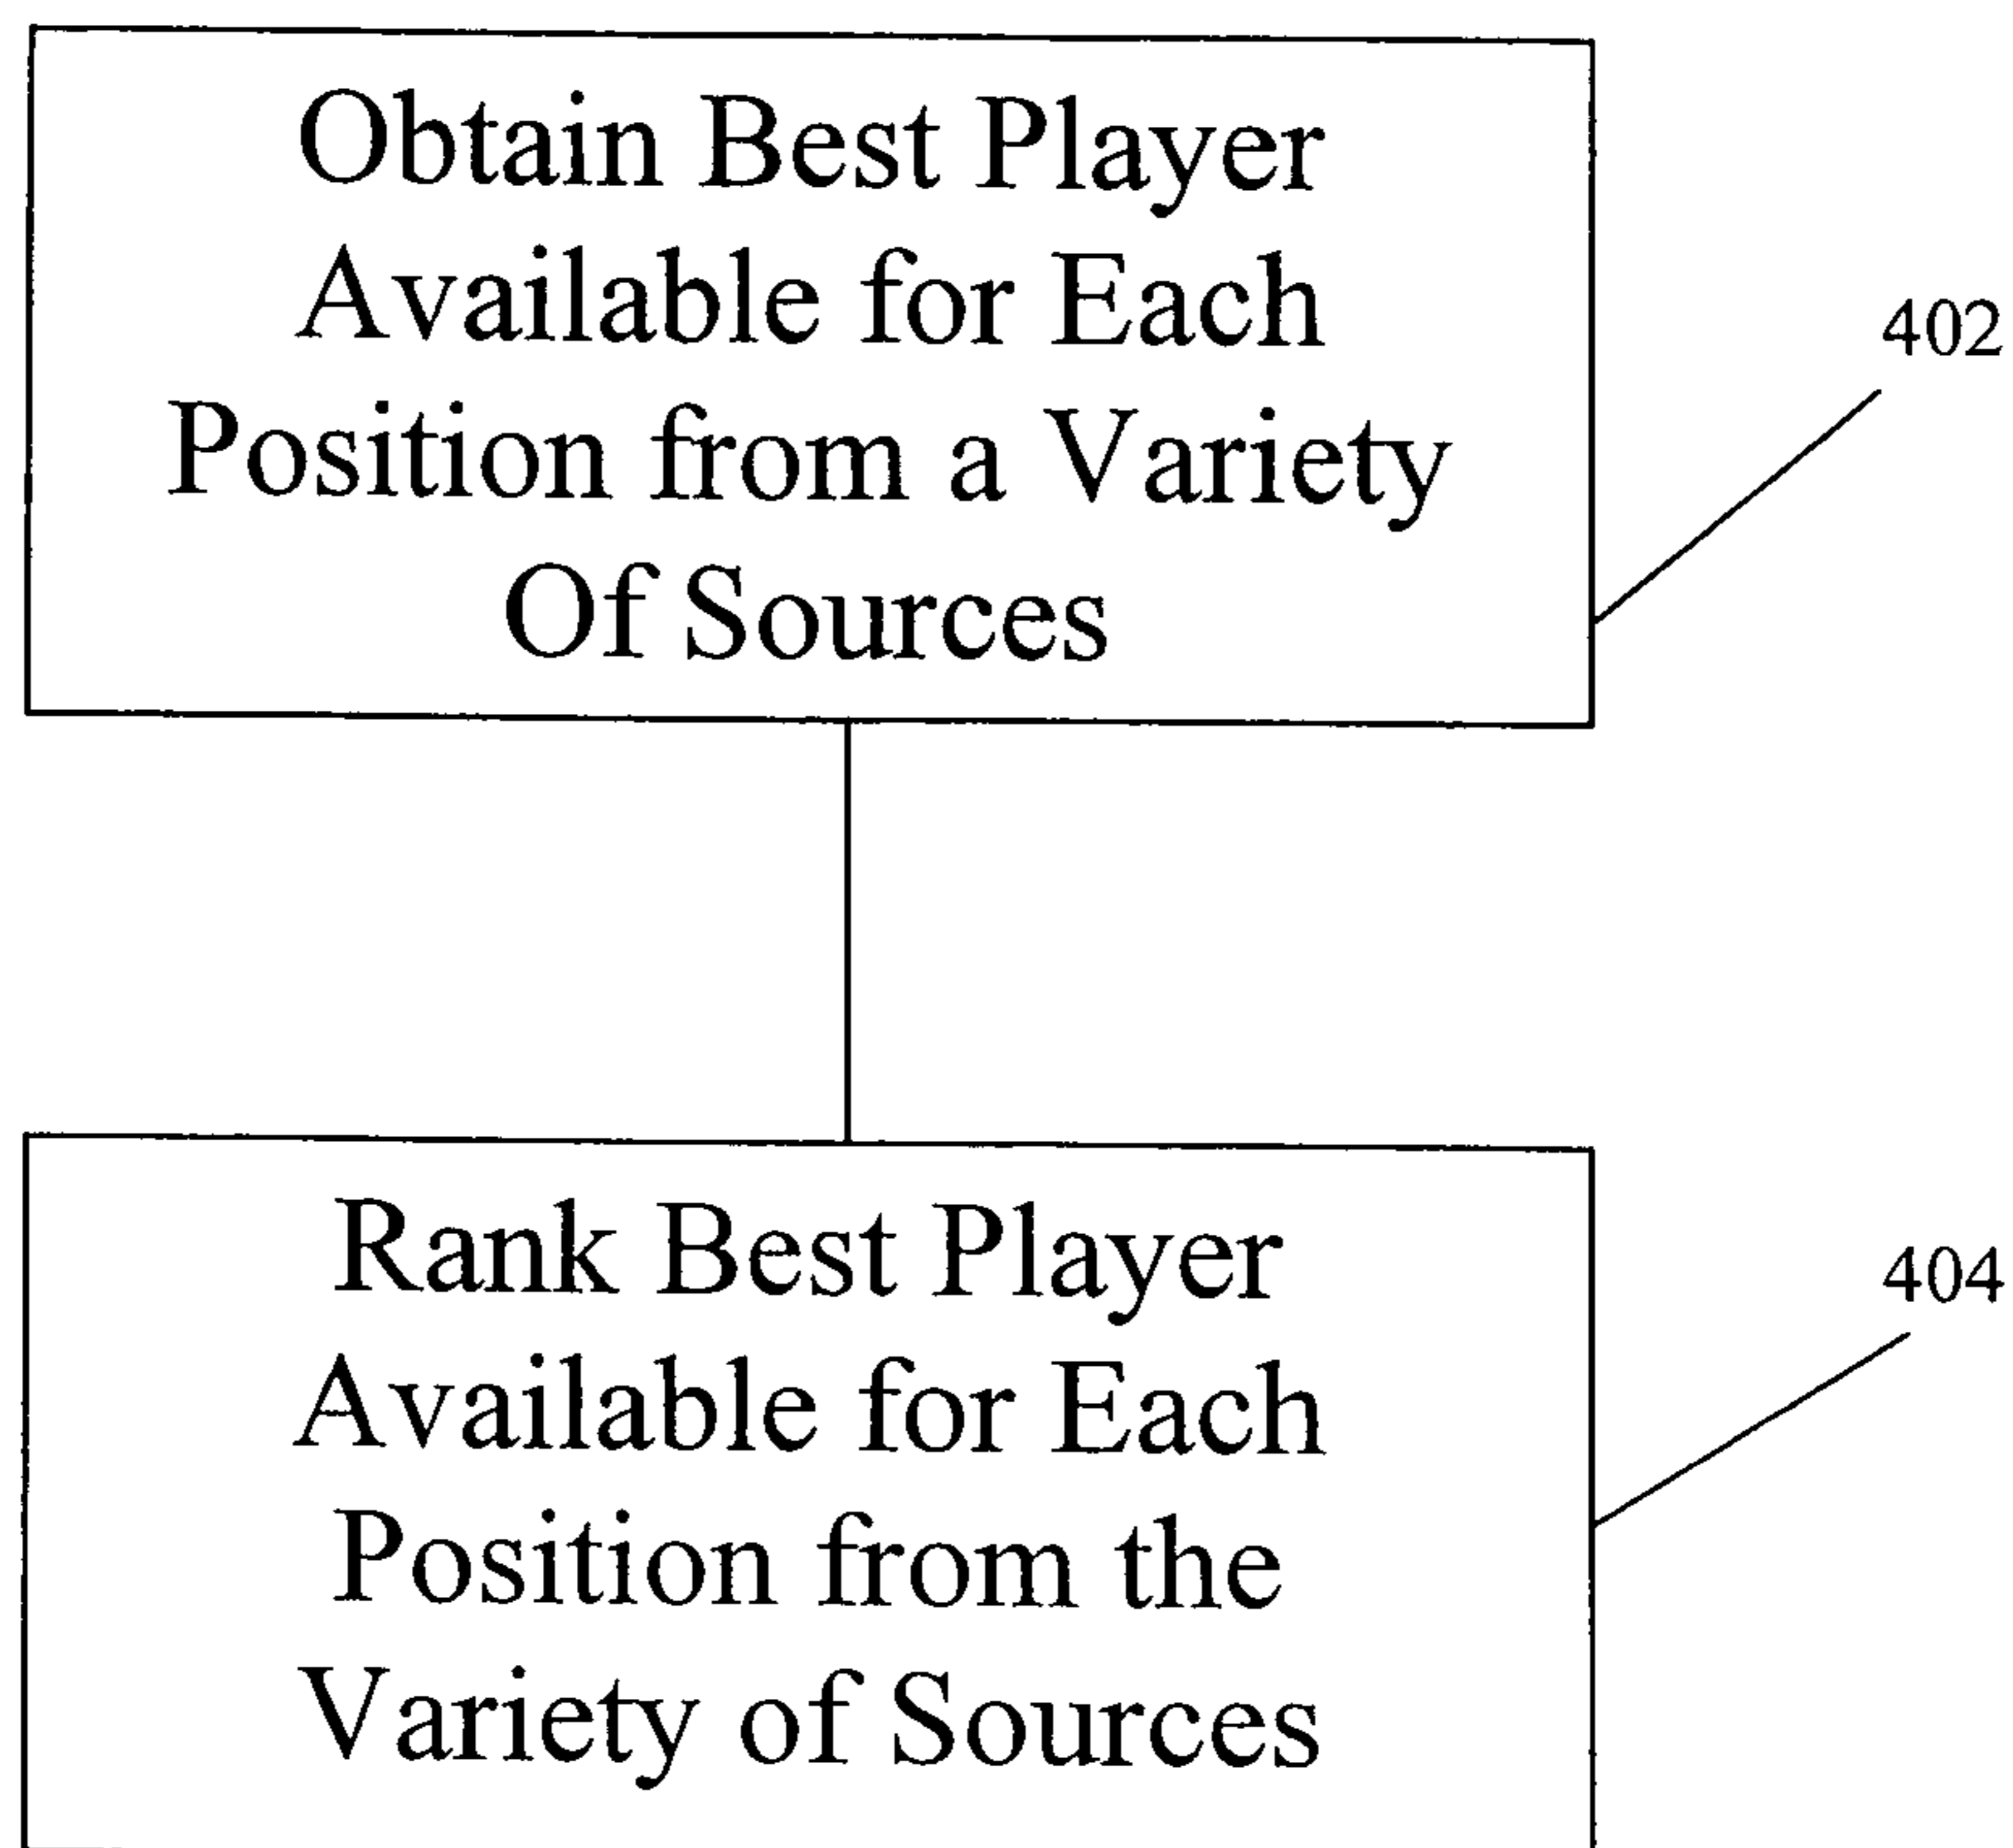 Obtain Best Player
Available for Each
Position from a Variety
Of Sources
402
Rank Best Player
Available for Each
Position from the
Variety of Sources
404